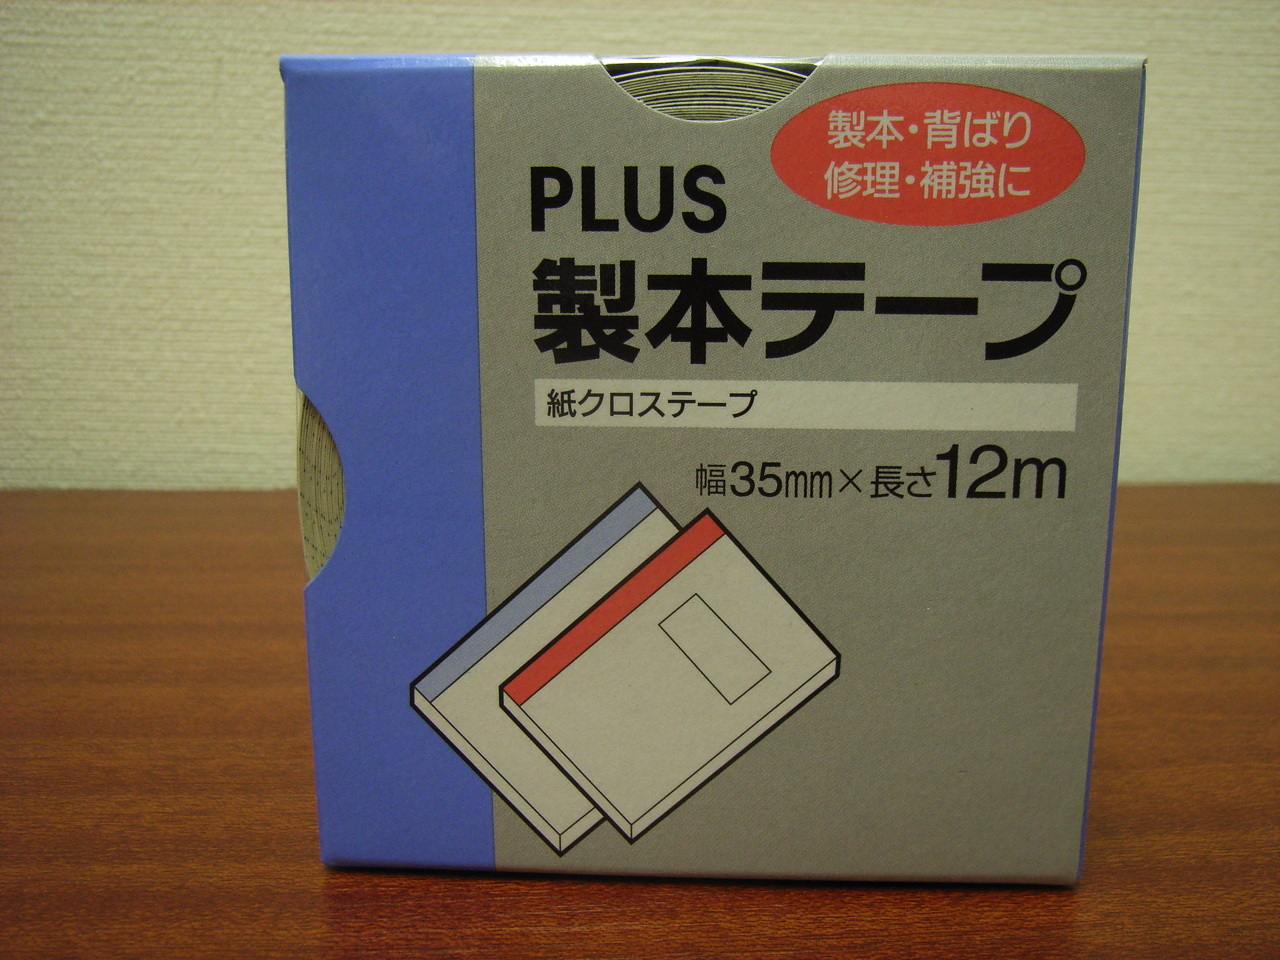 製本・背ばり
修理・補強に
PLUS
製本テープ
紙クロステープ
幅35mm×長さ12m